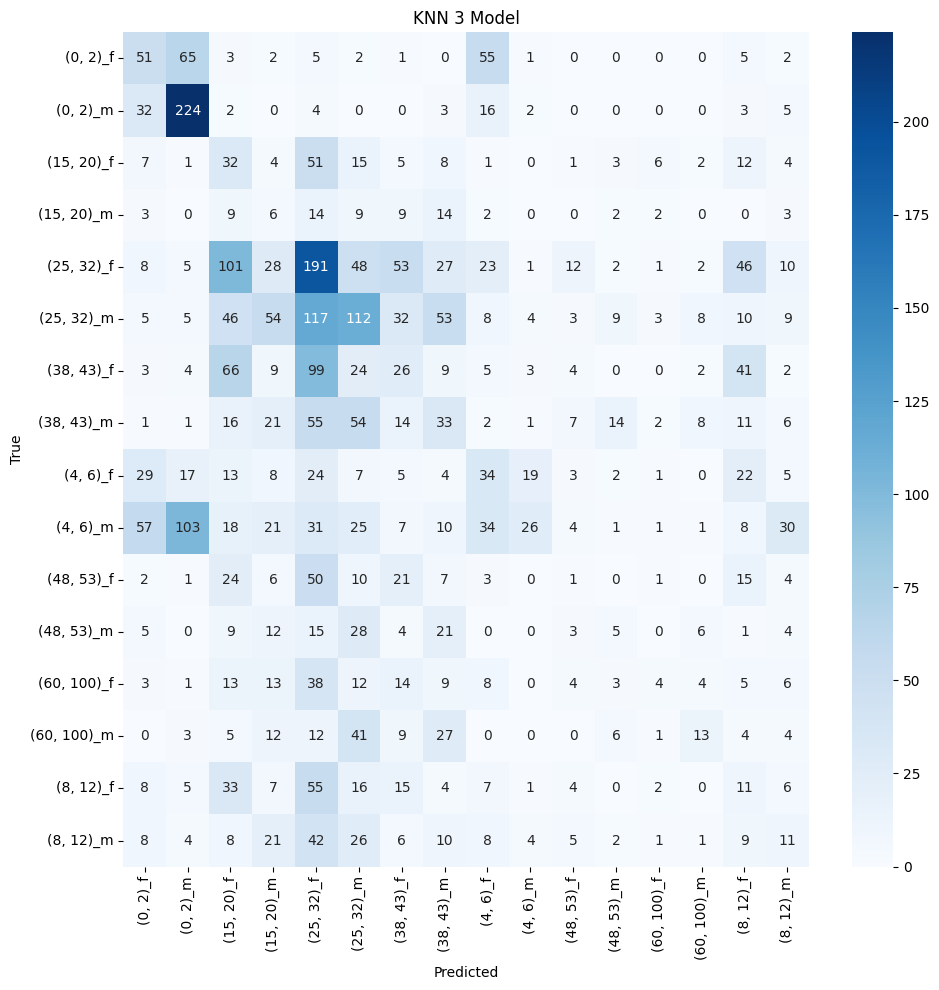 KNN 3 Model
(0, 2)_f 51 65 3 2 5 2 1 0 55 1 0 0 0 0 5 2
(0, 2)_m 32 224 2 0 4 0 0 3 16 2 0 0 0 0 3 5
(15, 20)_f 7 1 32 4 51 15 5 8 1 0 1 3 6 2 12 4
(15, 20)_m 3 0 9 6 14 9 9 14 2 0 0 2 2 0 0 3
(25, 32)_f 8 5 101 28 191 48 53 27 23 1 12 2 1 2 46 10
(25, 32)_m 5 5 46 54 117 112 32 53 8 4 3 9 3 8 10 9
(38, 43)_f 3 4 66 9 99 24 26 9 5 3 4 0 0 2 41 2
(38, 43)_m 1 1 16 21 55 54 14 33 2 1 7 14 2 8 11 6
(4, 6)_f 29 17 13 8 24 7 5 4 34 19 3 2 1 0 22 5
(4, 6)_m 57 103 18 21 31 25 7 10 34 26 4 1 1 1 8 30
(48, 53)_f 2 1 24 6 50 10 21 7 3 0 1 0 1 0 15 4
(48, 53)_m 5 0 9 12 15 28 4 21 0 0 3 5 0 6 1 4
(60, 100)_f 3 1 13 13 38 12 14 9 8 0 4 3 4 4 5 6
(60, 100)_m 0 3 5 12 12 41 9 27 0 0 0 6 1 13 4 4
(8, 12)_f 8 5 33 7 55 16 15 4 7 1 4 0 2 0 11 6
(8, 12)_m 8 4 8 21 42 26 6 10 8 4 5 2 1 1 9 11
(0, 2)_f (0, 2)_m (15, 20)_f (15, 20)_m (25, 32)_f (25, 32)_m (38, 43)_f (38, 43)_m (4, 6)_f (4, 6)_m (48, 53)_f (48, 53)_m (60, 100)_f (60, 100)_m (8, 12)_f (8, 12)_m
Predicted
True
200
175
150
125
100
75
50
25
0